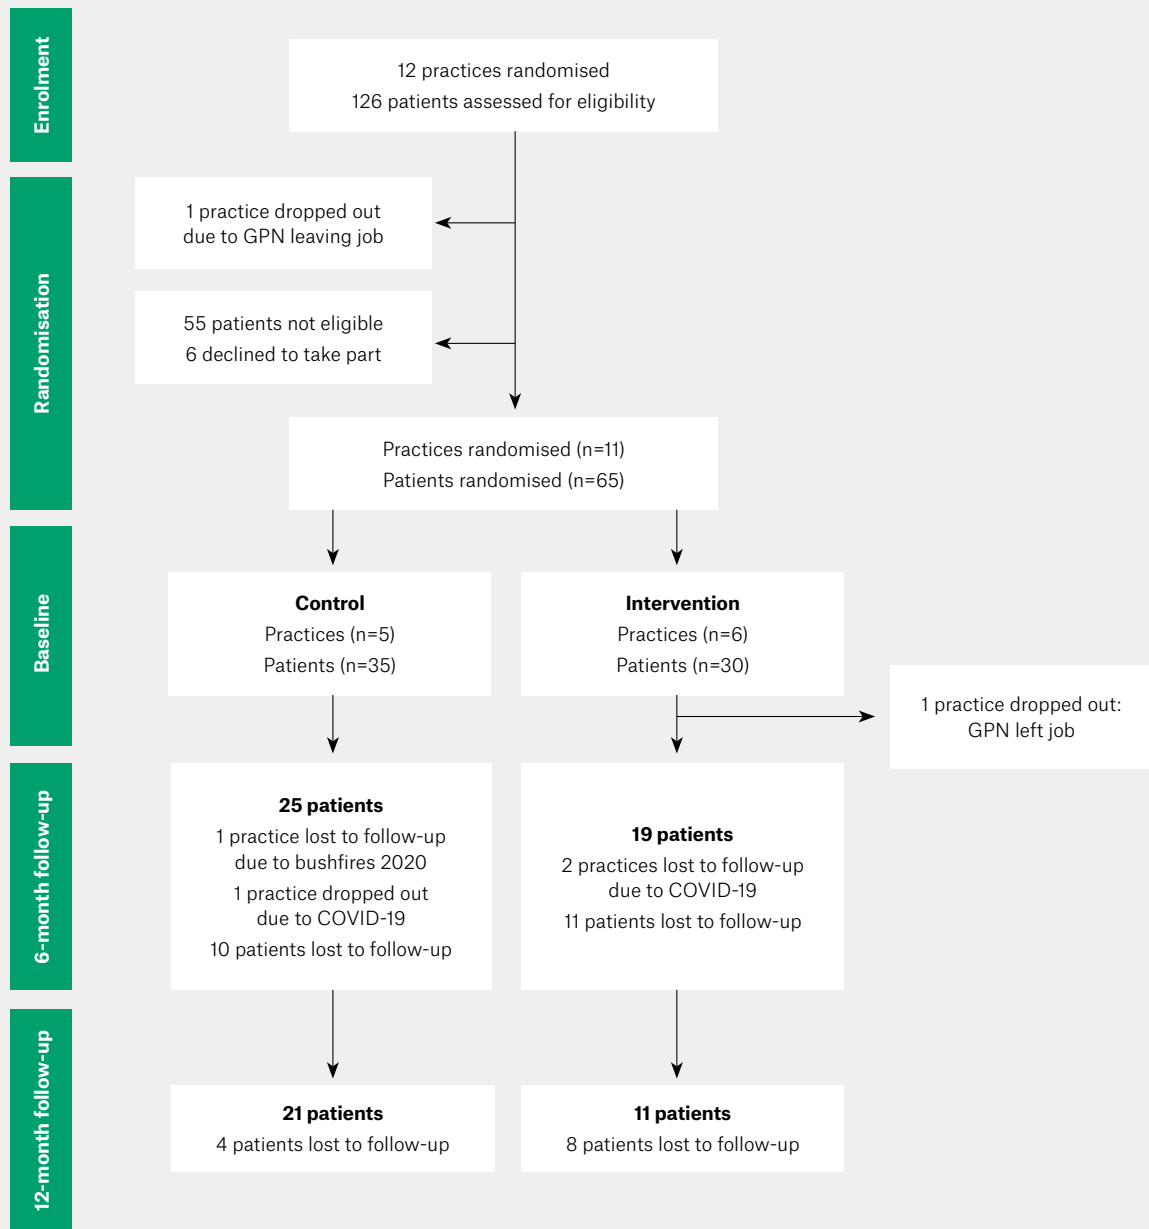 Enrolment
12 practices randomised
126 patients assessed for eligibility
Randomisation
1 practice dropped out
due to GPN leaving job
55 patients not eligible
6 declined to take part
Practices randomised (n=11)
Patients randomised (n=65)
Baseline
Control
Practices (n=5)
Patients (n=35)
Intervention
Practices (n=6)
Patients (n=30)
1 practice dropped out:
GPN left job
6-month follow-up
25 patients
1 practice lost to follow-up
due to bushfires 2020
1 practice dropped out
due to COVID-19
10 patients lost to follow-up
19 patients
2 practices lost to follow-up
due to COVID-19
11 patients lost to follow-up
12-month follow-up
21 patients
4 patients lost to follow-up
11 patients
8 patients lost to follow-up